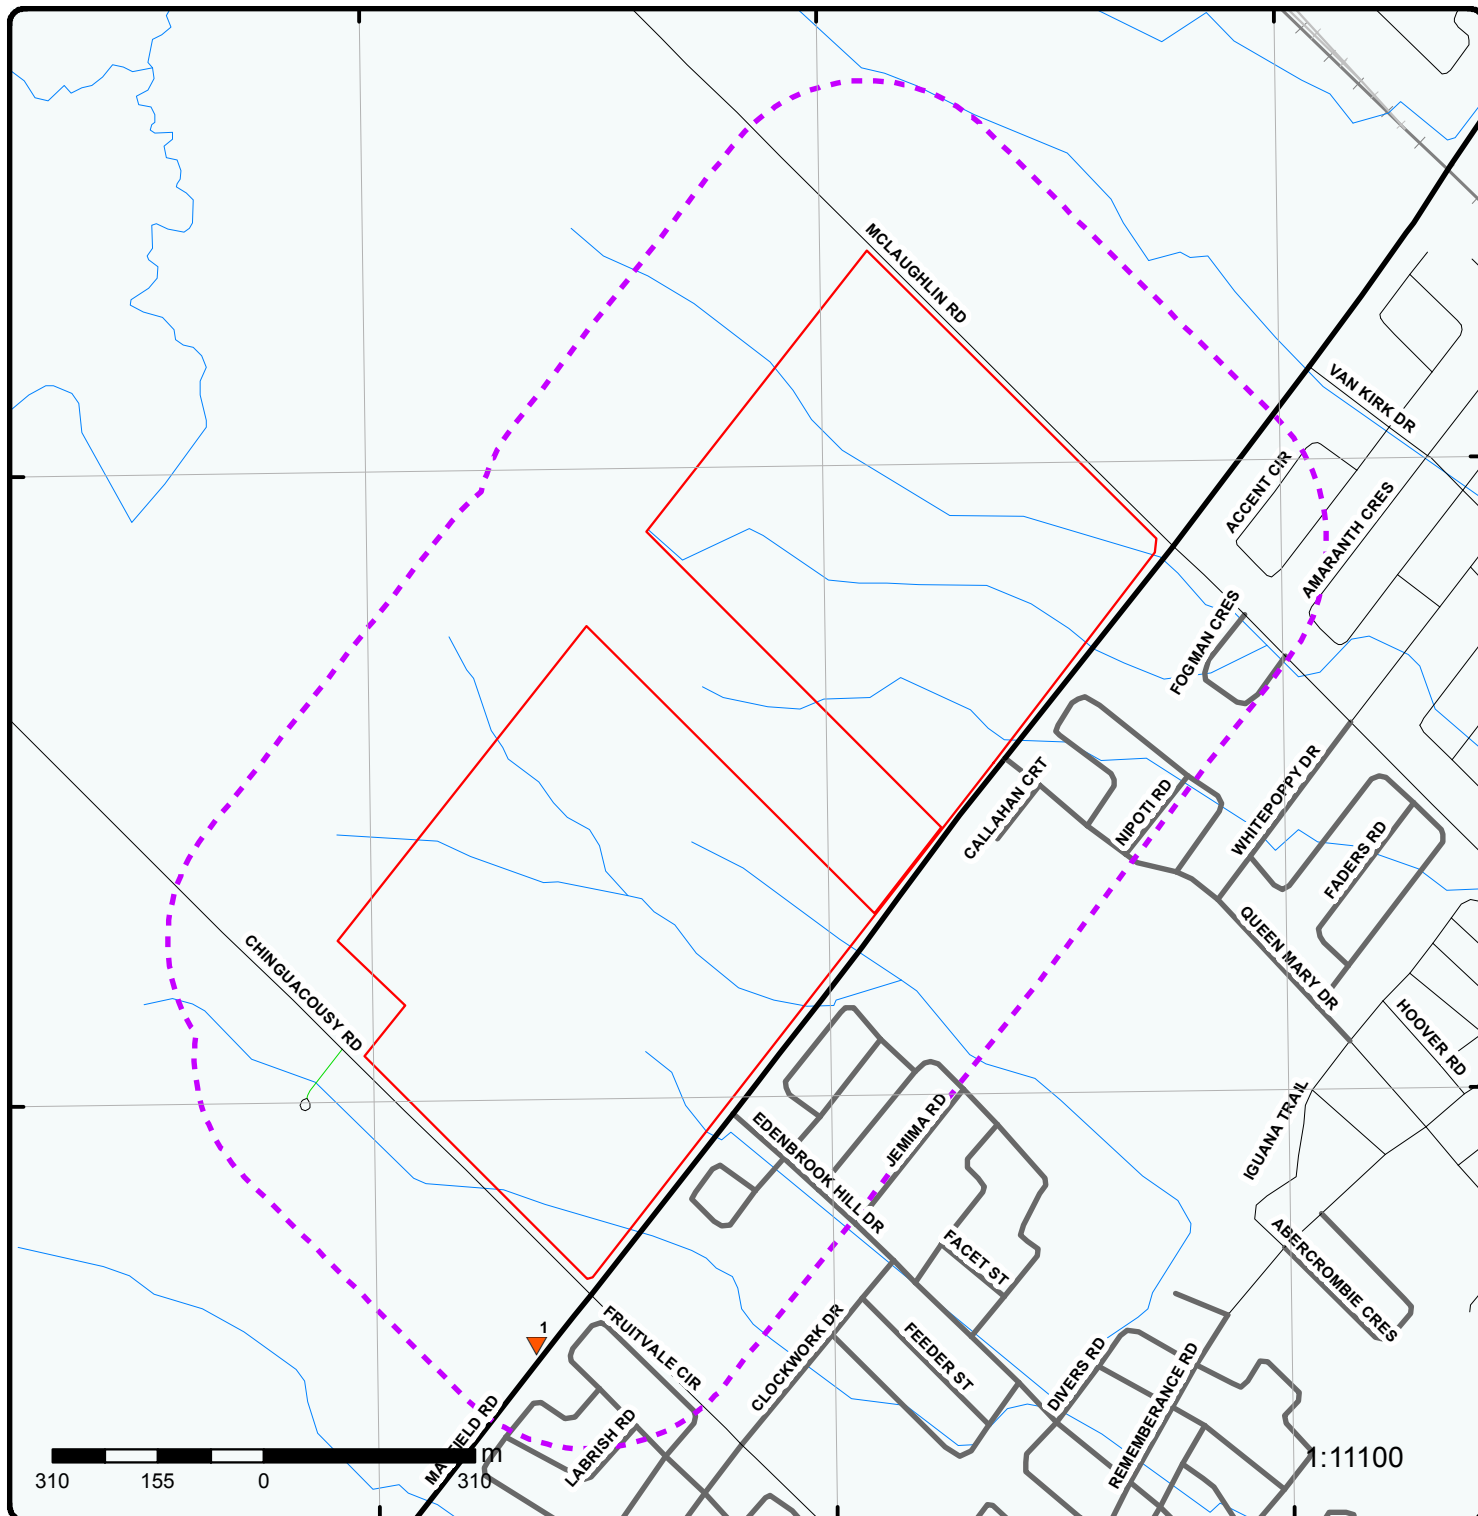 MCLAUGHLIN RD
VAN KIRK DR
ACCENT CIR
AMARANTH CRES
FOGMAN CRES
CALLAHAN CRT
NIPOTI RD
WHITEPOPPY DR
FADERS RD
QUEEN MARY DR
HOOVER RD
CHINGUACOUSY RD
IGUANA TRAIL
EDENBROOK HILL DR
JEMIMA RD
FACET ST
ABERCROMBIE CRES
1
FRUITVALE CIR
CLOCKWORK DR
FEEDER ST
DIVERS RD
REMEMBERANCE RD
LABRISH RD
m
310 155 0 310
1:11100